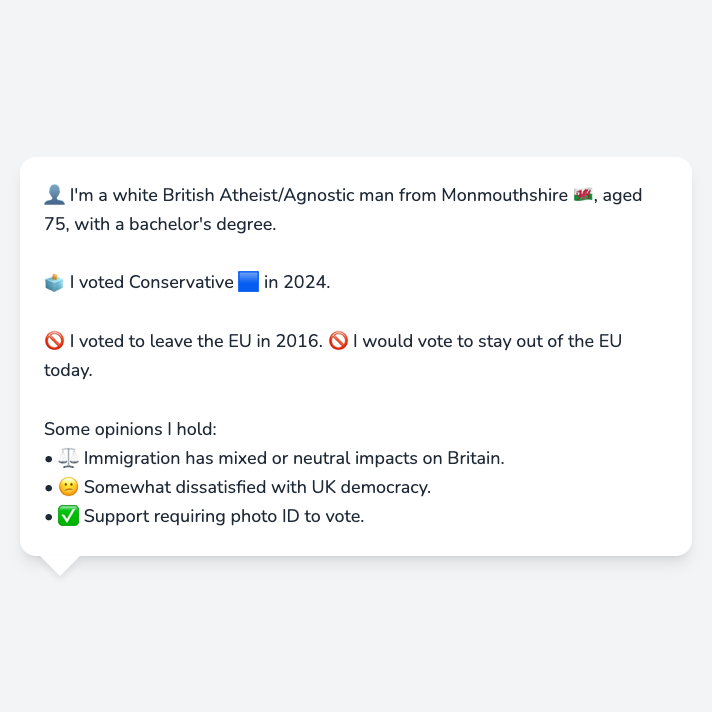 👤 I'm a white British Atheist/Agnostic man from Monmouthshire 🏴󠁧󠁢󠁷󠁬󠁳󠁿, aged
75, with a bachelor's degree.
🗳️ I voted Conservative 🟦 in 2024.
🚫 I voted to leave the EU in 2016. 🚫 I would vote to stay out of the EU
today.
Some opinions I hold:
• ⚖️ Immigration has mixed or neutral impacts on Britain.
• 😕 Somewhat dissatisfied with UK democracy.
• ✅ Support requiring photo ID to vote.